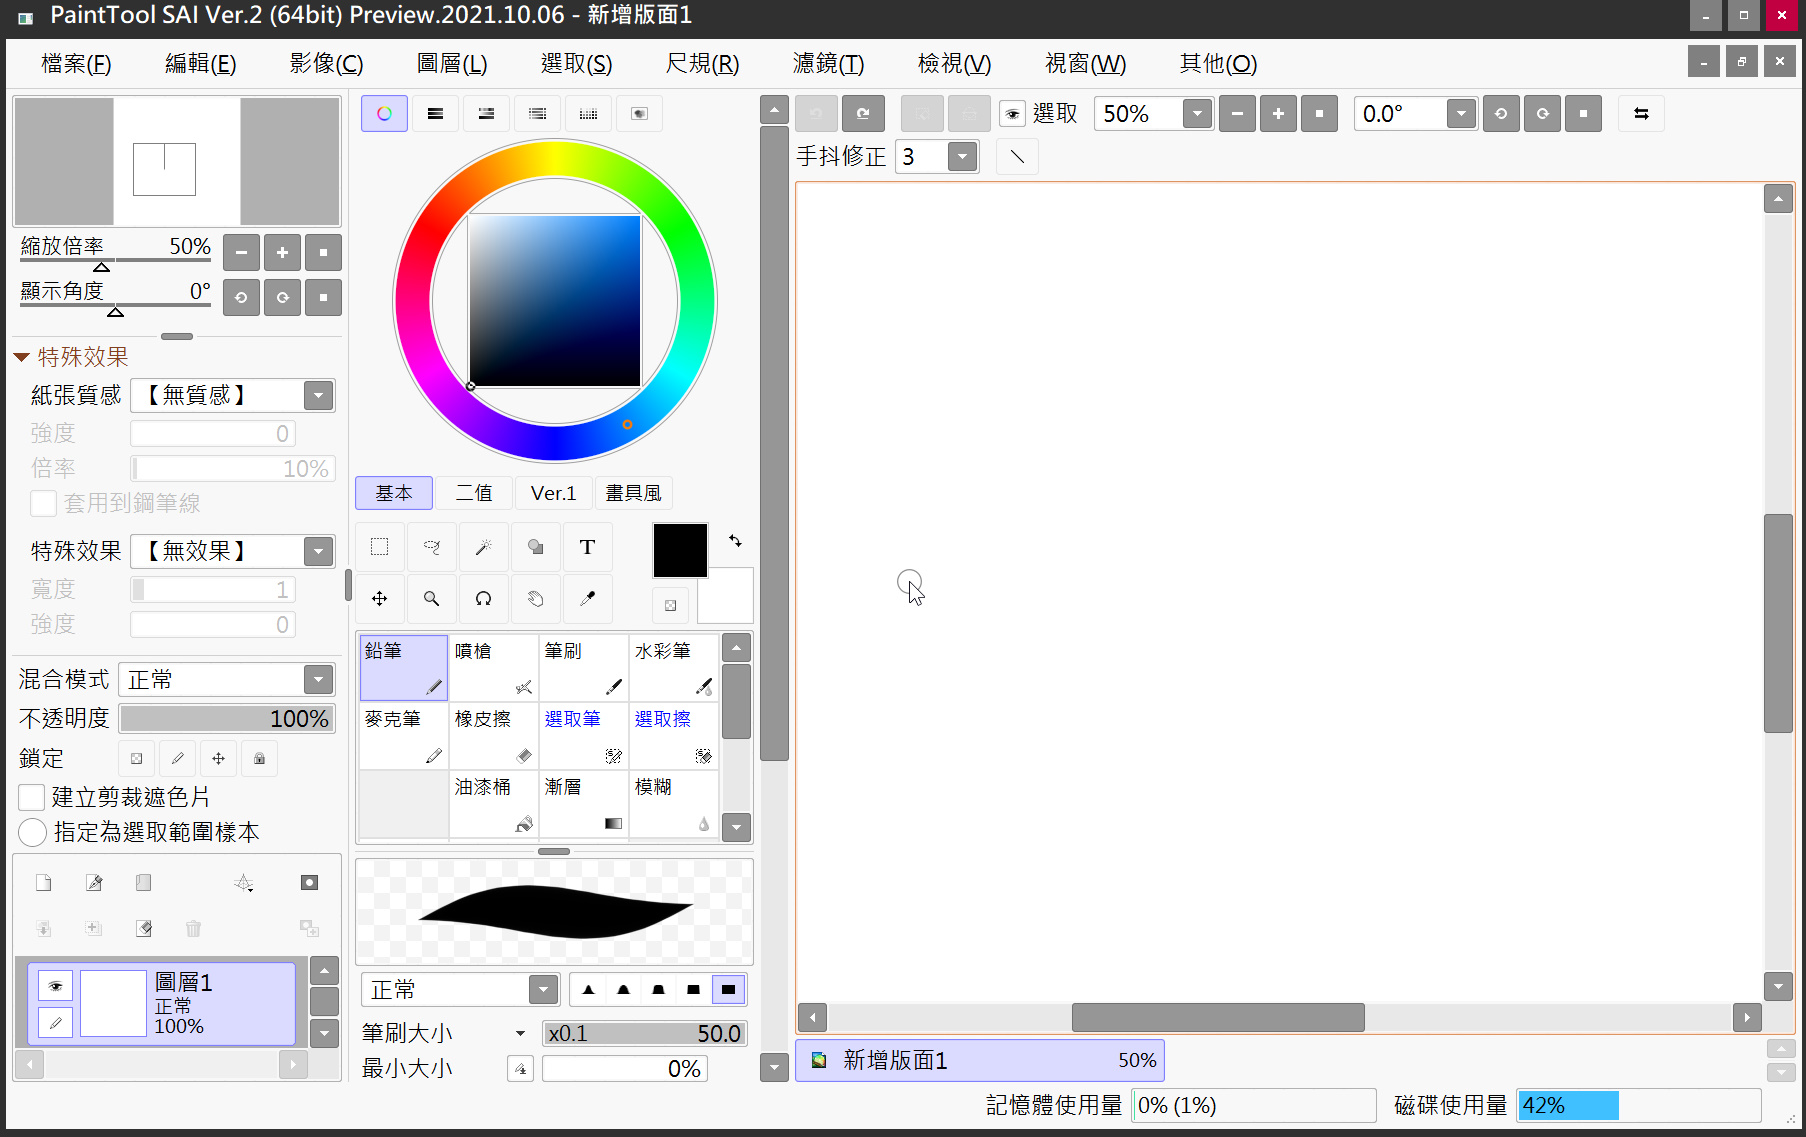 PaintTool SAI Ver.2 (64bit) Preview.2021.10.06 - 新增版面1
檔案(F) 編輯(E) 影像(C) 圖層(L) 選取(S) 尺規(R) 濾鏡(T) 檢視(V) 視窗(W) 其他(O)
選取 50% 0.0°
手抖修正 3
縮放倍率 50%
顯示角度 0°
特殊效果
紙張質感 【無質感】
強度 0
倍率 10%
套用到鋼筆線
特殊效果 【無效果】
寬度 1
強度 0
混合模式 正常
不透明度 100%
鎖定
建立剪裁遮色片
指定為選取範圍樣本
圖層1
正常
100%
基本 二值 Ver.1 畫具風
T
鉛筆 噴槍 筆刷 水彩筆
麥克筆 橡皮擦 選取筆 選取擦
油漆桶 漸層 模糊
正常
筆刷大小 x0.1 50.0
最小大小 0%
新增版面1 50%
記憶體使用量 0% (1%) 磁碟使用量 42%